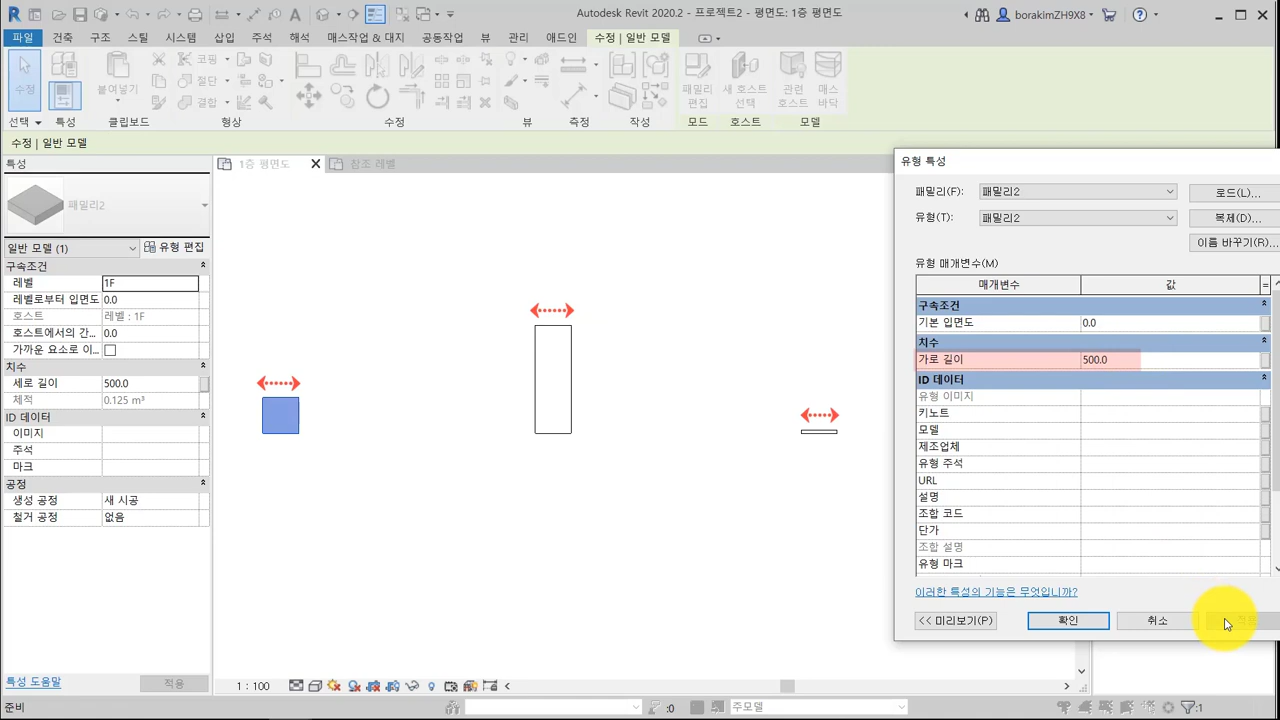 Autodesk Revit 2020.2 - 프로젝트2 - 평면도: 1층 평면도
borakimZH9X8
파일 건축 구조 스틸 시스템 삽입 주석 해석 매스작업 & 대지 공동작업 뷰 관리 애드인 수정 | 일반 모델
수정
붙여넣기
코핑
절단
결합
패밀리 편집
새 호스트 선택
관련 호스트
매스 바닥
선택 특성 클립보드 형상 수정 뷰 측정 작성 모드 호스트 모델
수정 | 일반 모델
특성
패밀리2
일반 모델 (1) 유형 편집
구속조건
레벨 1F
레벨로부터 입면도 0.0
호스트 레벨 : 1F
호스트에서의 간... 0.0
가까운 요소로 이...
치수
세로 길이 500.0
체적 0.125 m³
ID 데이터
이미지
주석
마크
공정
생성 공정 새 시공
철거 공정 없음
특성 도움말 적용
1층 평면도 참조 레벨
유형 특성
패밀리(F): 패밀리2 로드(L)...
유형(T): 패밀리2 복제(D)...
이름 바꾸기(R)...
유형 매개변수(M)
매개변수 값 =
구속조건
기본 입면도 0.0
치수
가로 길이 500.0
ID 데이터
유형 이미지
키노트
모델
제조업체
유형 주석
URL
설명
조합 코드
단가
조합 설명
유형 마크
이러한 특성의 기능은 무엇입니까?
<< 미리보기(P) 확인 취소 적용
1 : 100
준비 :0 주모델 :1